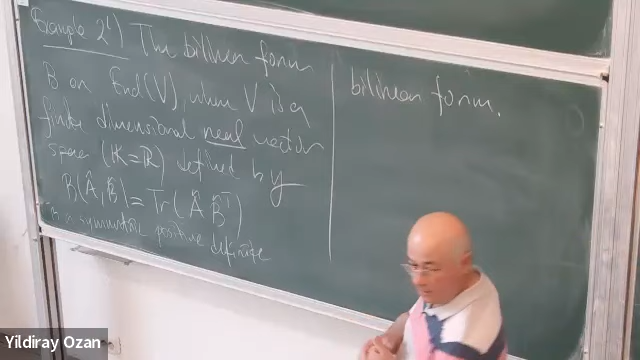 Example 2') The bilinear form
B on End(V), when V is a
finite dimensional real vector
space (K=R) defined by
B(Â, B̂) = Tr(Â B̂ᵀ)
is a symmetric positive definite
bilinear form.
Yildiray Ozan